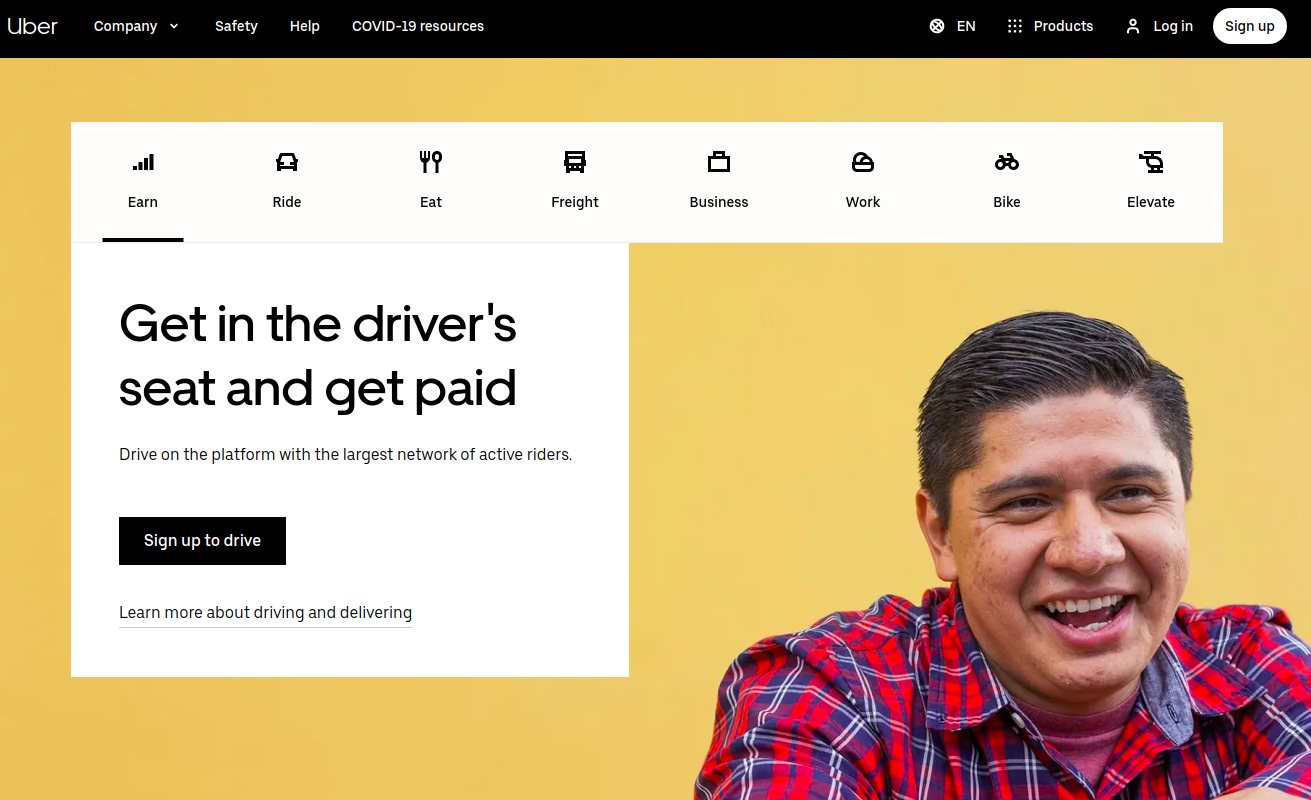 Uber Company Safety Help COVID-19 resources EN Products Log in Sign up
Earn Ride Eat Freight Business Work Bike Elevate
Get in the driver's
seat and get paid
Drive on the platform with the largest network of active riders.
Sign up to drive
Learn more about driving and delivering